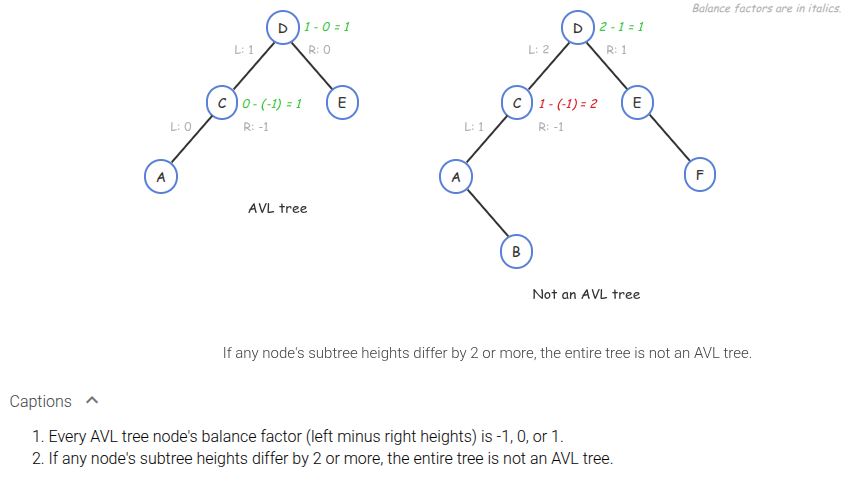 Balance factors are in italics.
D 1 - 0 = 1
L: 1 R: 0
C 0 - (-1) = 1 E
L: 0 R: -1
A
AVL tree
D 2 - 1 = 1
L: 2 R: 1
C 1 - (-1) = 2 E
L: 1 R: -1
A F
B
Not an AVL tree
If any node's subtree heights differ by 2 or more, the entire tree is not an AVL tree.
Captions
1. Every AVL tree node's balance factor (left minus right heights) is -1, 0, or 1.
2. If any node's subtree heights differ by 2 or more, the entire tree is not an AVL tree.